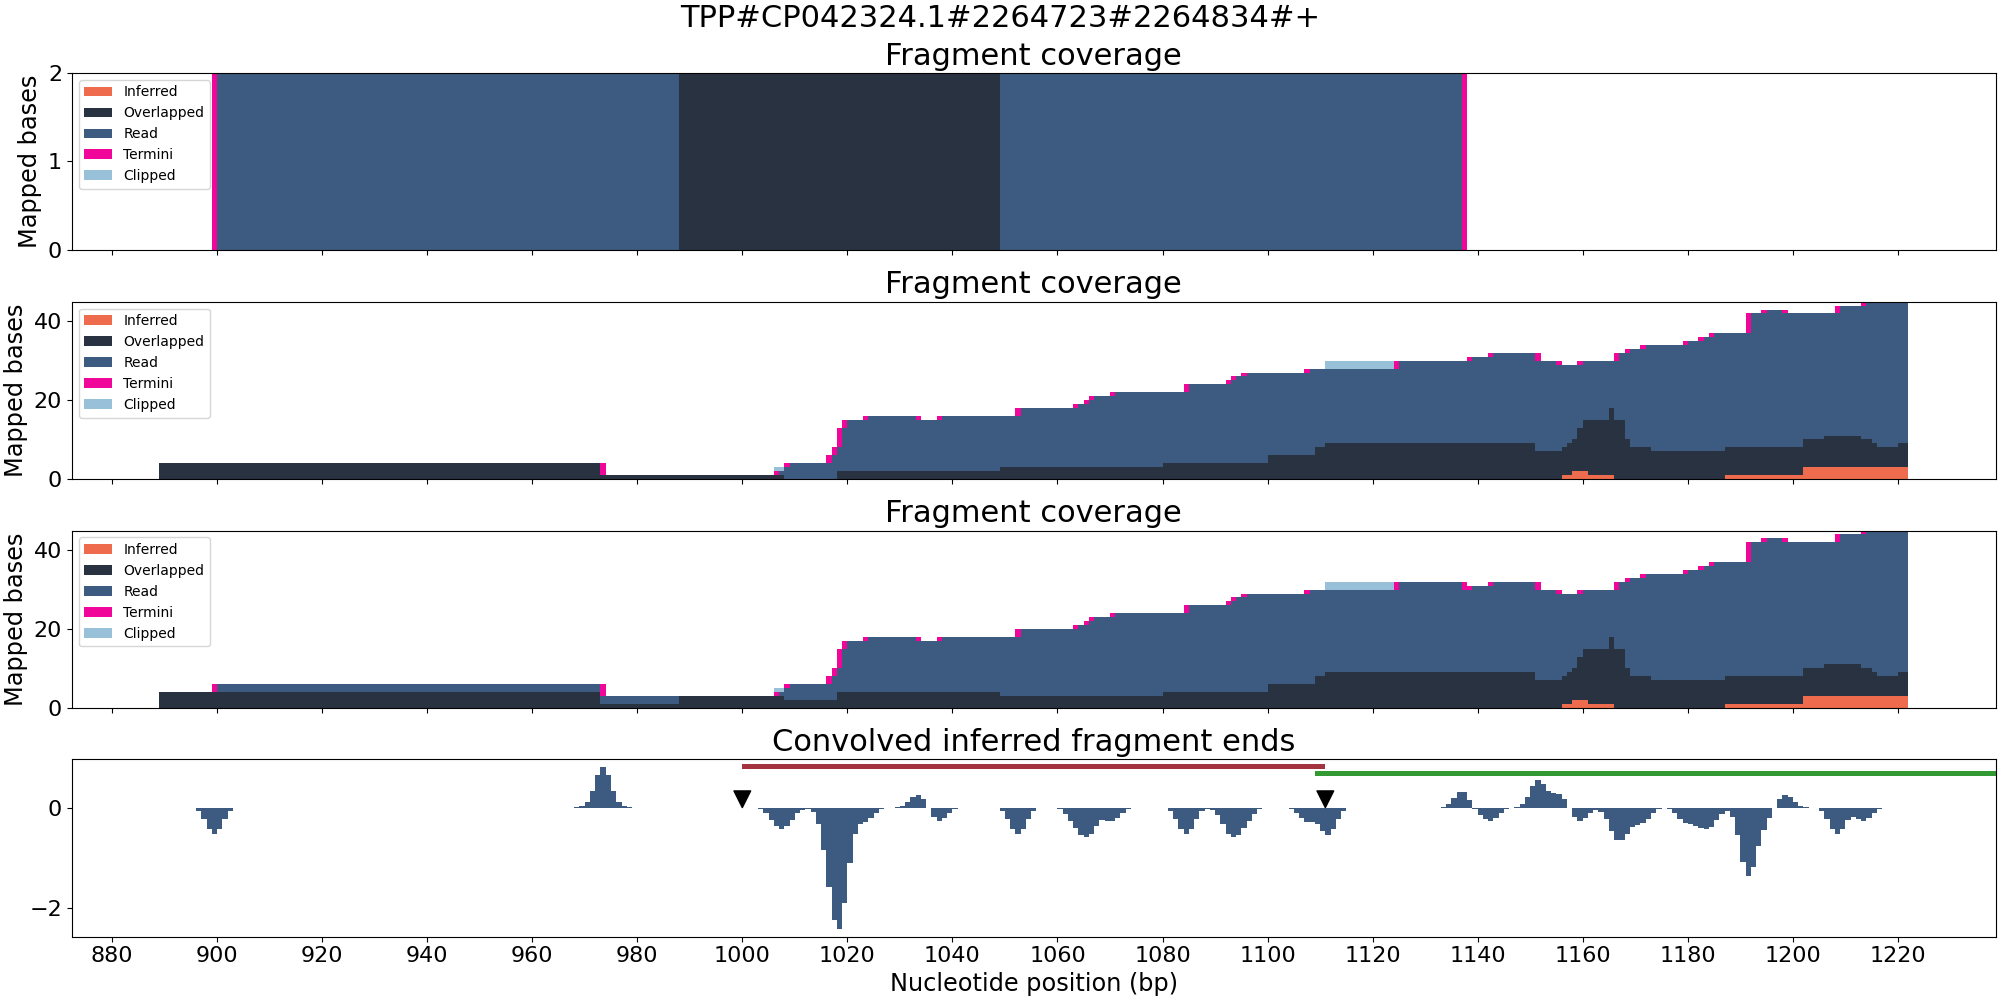 TPP#CP042324.1#2264723#2264834#+
Fragment coverage
Mapped bases
2
1
0
Inferred
Overlapped
Read
Termini
Clipped
Fragment coverage
Mapped bases
40
20
0
Inferred
Overlapped
Read
Termini
Clipped
Fragment coverage
Mapped bases
40
20
0
Inferred
Overlapped
Read
Termini
Clipped
Convolved inferred fragment ends
0
−2
880 900 920 940 960 980 1000 1020 1040 1060 1080 1100 1120 1140 1160 1180 1200 1220
Nucleotide position (bp)